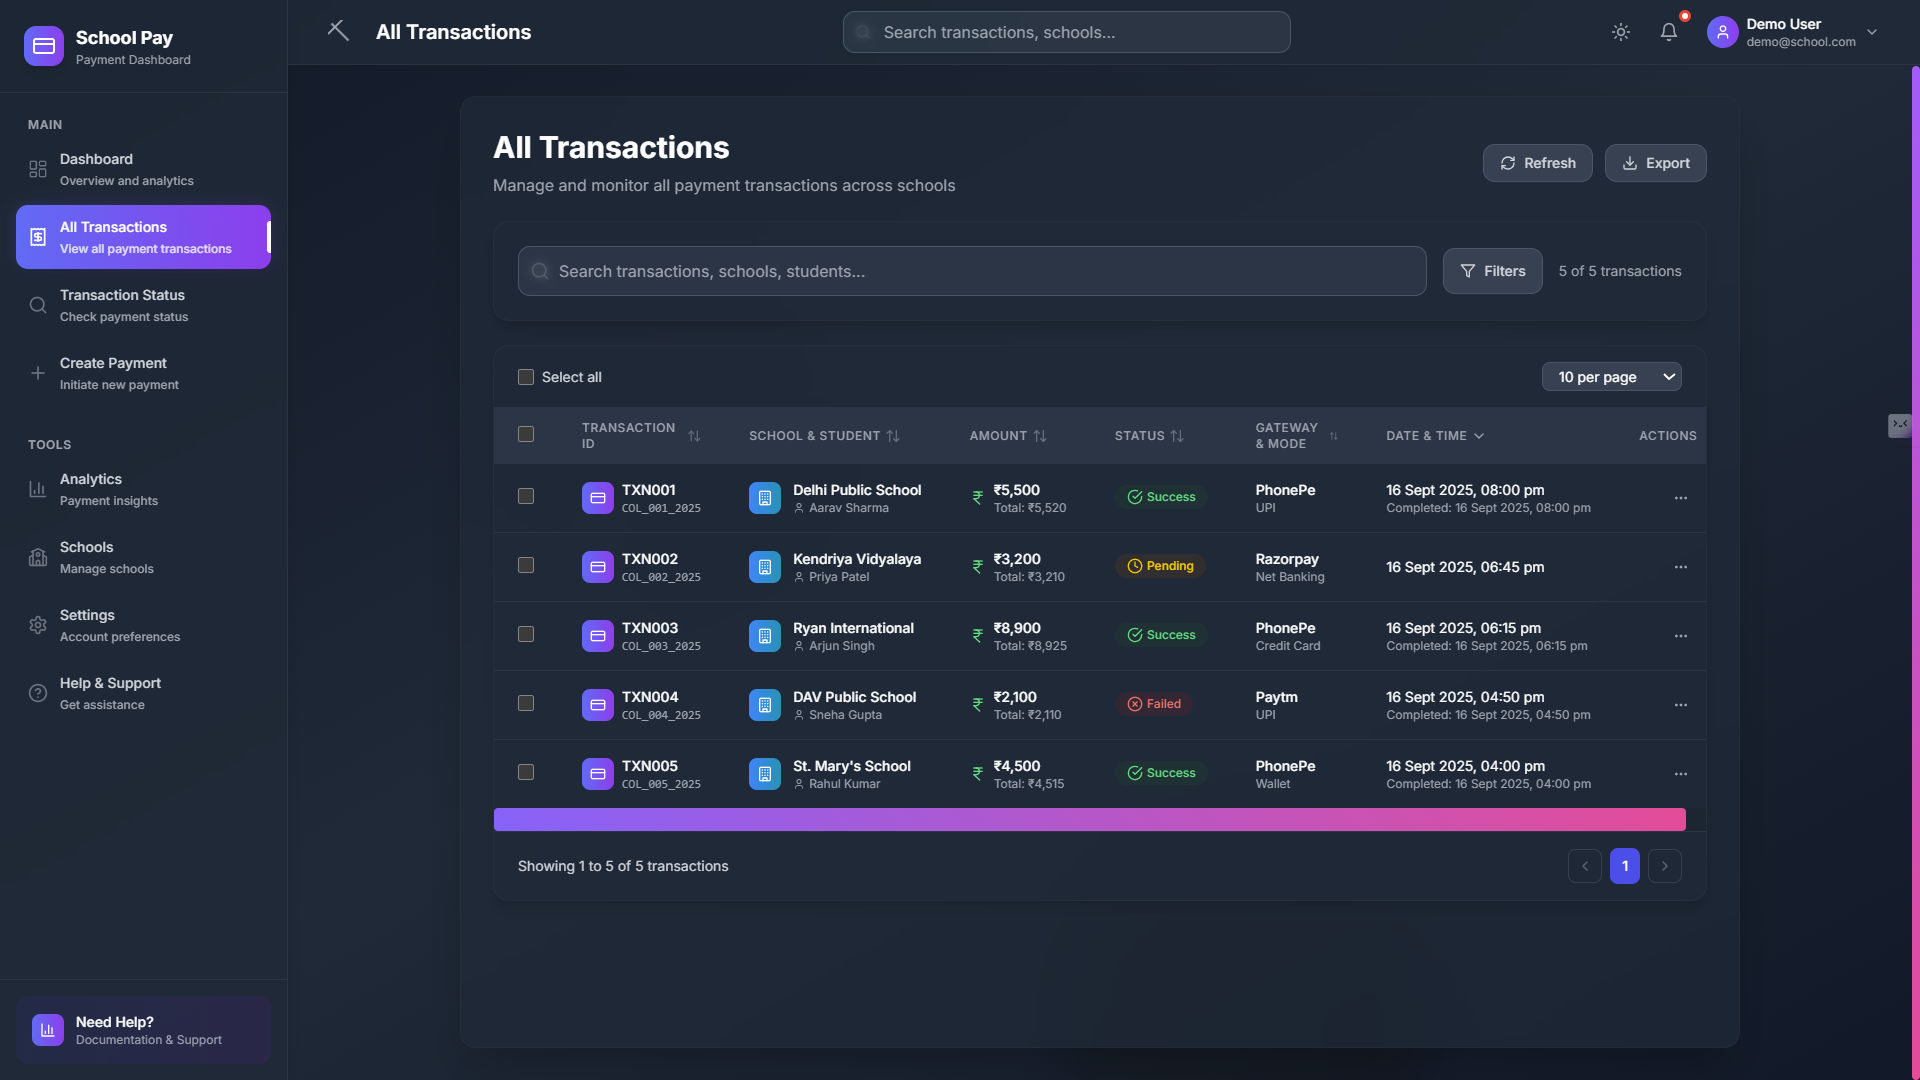 School Pay
Payment Dashboard
MAIN
Dashboard
Overview and analytics
All Transactions
View all payment transactions
Transaction Status
Check payment status
Create Payment
Initiate new payment
TOOLS
Analytics
Payment insights
Schools
Manage schools
Settings
Account preferences
Help & Support
Get assistance
Need Help?
Documentation & Support
All Transactions
Search transactions, schools...
Demo User
demo@school.com
All Transactions
Manage and monitor all payment transactions across schools
Refresh
Export
Search transactions, schools, students...
Filters
5 of 5 transactions
Select all
10 per page
TRANSACTION ID SCHOOL & STUDENT AMOUNT STATUS GATEWAY & MODE DATE & TIME ACTIONS
TXN001 Delhi Public School ₹ ₹5,500 Success PhonePe 16 Sept 2025, 08:00 pm
COL_001_2025 Aarav Sharma Total: ₹5,520 UPI Completed: 16 Sept 2025, 08:00 pm
TXN002 Kendriya Vidyalaya ₹ ₹3,200 Pending Razorpay 16 Sept 2025, 06:45 pm
COL_002_2025 Priya Patel Total: ₹3,210 Net Banking
TXN003 Ryan International ₹ ₹8,900 Success PhonePe 16 Sept 2025, 06:15 pm
COL_003_2025 Arjun Singh Total: ₹8,925 Credit Card Completed: 16 Sept 2025, 06:15 pm
TXN004 DAV Public School ₹ ₹2,100 Failed Paytm 16 Sept 2025, 04:50 pm
COL_004_2025 Sneha Gupta Total: ₹2,110 UPI Completed: 16 Sept 2025, 04:50 pm
TXN005 St. Mary's School ₹ ₹4,500 Success PhonePe 16 Sept 2025, 04:00 pm
COL_005_2025 Rahul Kumar Total: ₹4,515 Wallet Completed: 16 Sept 2025, 04:00 pm
Showing 1 to 5 of 5 transactions
1